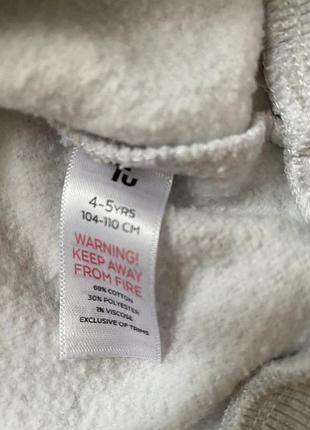 TU
4-5YRS
104-110 CM
WARNING!
KEEP AWAY
FROM FIRE
69% COTTON
30% POLYESTER
1% VISCOSE
EXCLUSIVE OF TRIMS